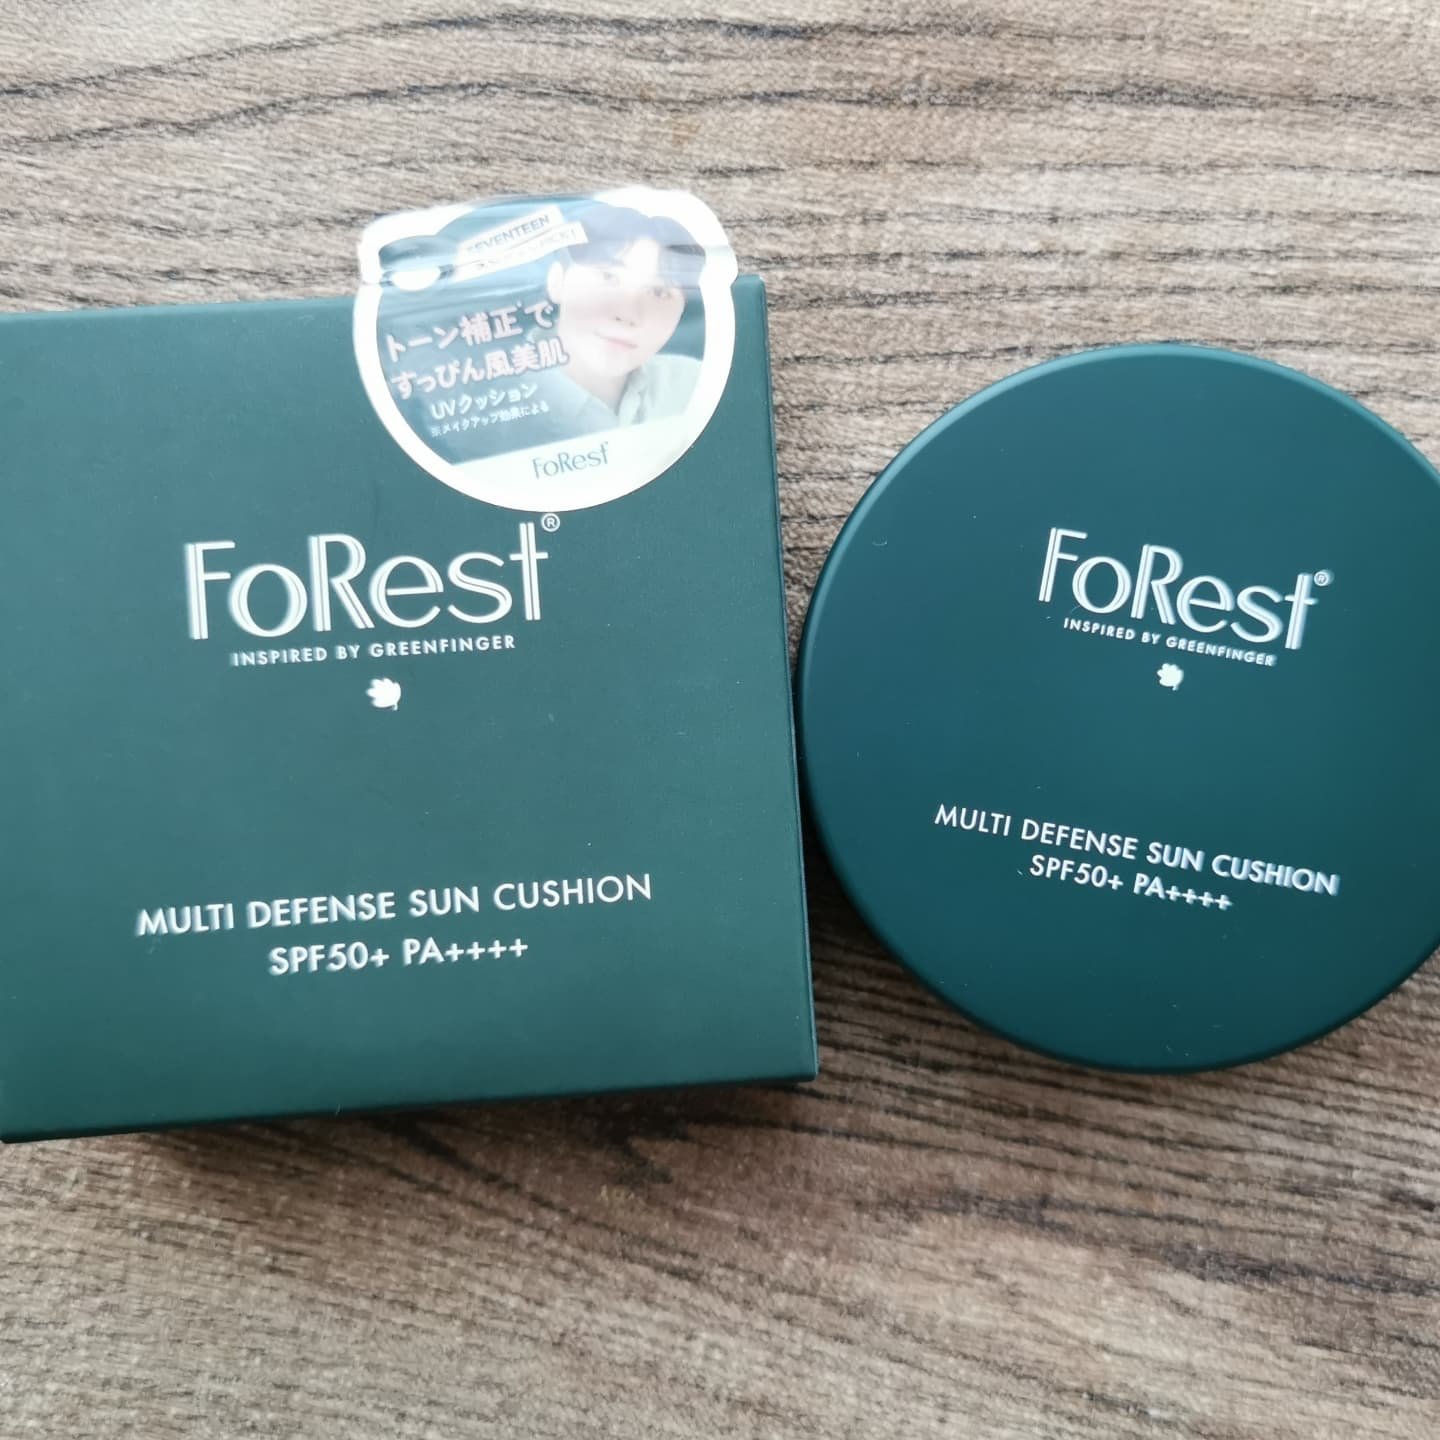 SEVENTEEN
トーン補正で
すっぴん風美肌
UVクッション
※メイクアップ効果による
FoRest
FoRest®
INSPIRED BY GREENFINGER
MULTI DEFENSE SUN CUSHION
SPF50+ PA++++
FoRest®
INSPIRED BY GREENFINGER
MULTI DEFENSE SUN CUSHION
SPF50+ PA++++